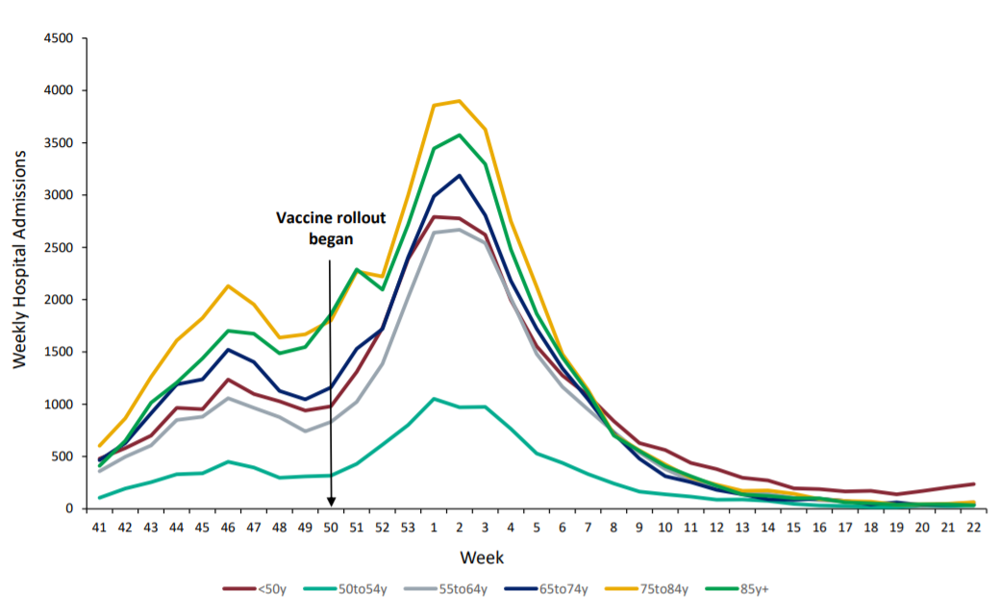 4500
4000
3500
3000
2500
2000
1500
1000
500
0
Weekly Hospital Admissions
Vaccine rollout
began
41 42 43 44 45 46 47 48 49 50 51 52 53 1 2 3 4 5 6 7 8 9 10 11 12 13 14 15 16 17 18 19 20 21 22
Week
<50y 50to54y 55to64y 65to74y 75to84y 85y+